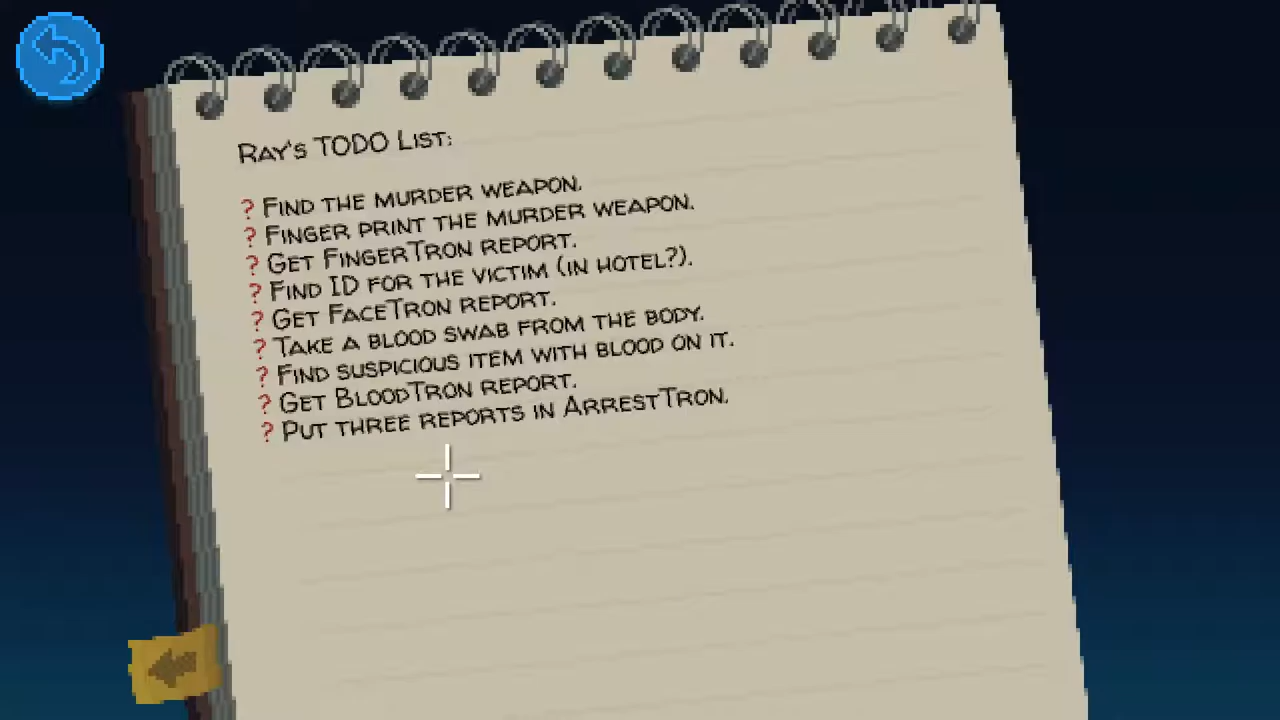 Ray's TODO List:
? Find the murder weapon.
? Finger print the murder weapon.
? Get FingerTron report.
? Find ID for the victim (in hotel?).
? Get FaceTron report.
? Take a blood swab from the body.
? Find suspicious item with blood on it.
? Get BloodTron report.
? Put three reports in ArrestTron.